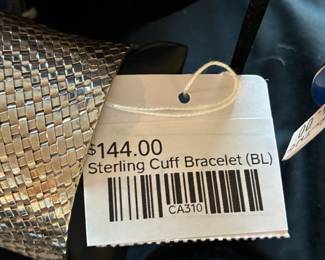 $144.00
Sterling Cuff Bracelet (BL)
CA310